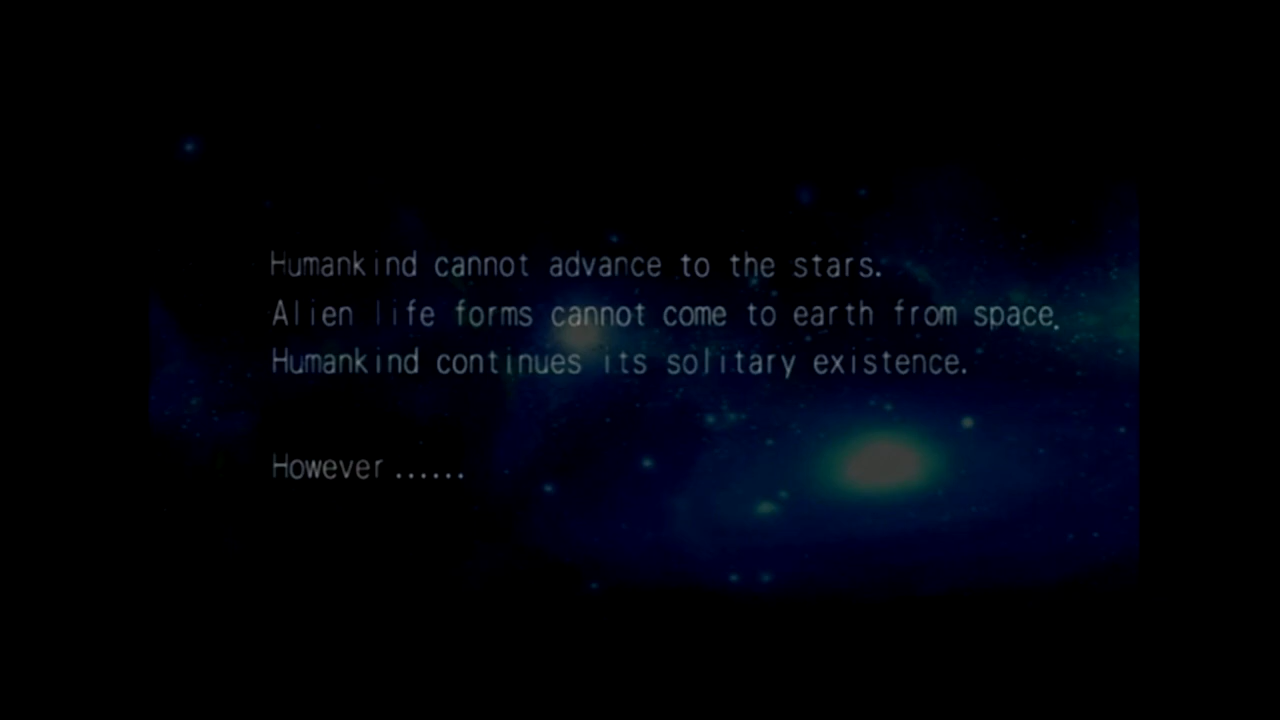 Humankind cannot advance to the stars.
Alien life forms cannot come to earth from space.
Humankind continues its solitary existence.
However......